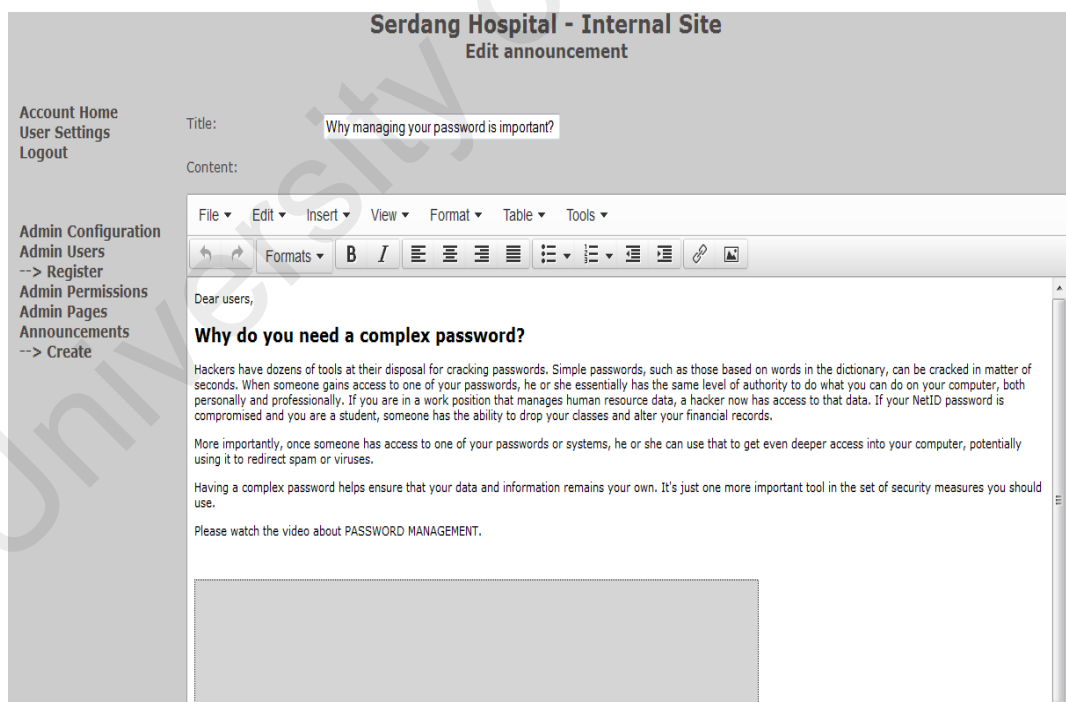 Serdang Hospital - Internal Site
Edit announcement
Account Home
User Settings
Logout
Admin Configuration
Admin Users
--> Register
Admin Permissions
Admin Pages
Announcements
--> Create
Title:
Why managing your password is important?
Content:
File Edit Insert View Format Table Tools
Formats B I
Dear users,
Why do you need a complex password?
Hackers have dozens of tools at their disposal for cracking passwords. Simple passwords, such as those based on words in the dictionary, can be cracked in matter of
seconds. When someone gains access to one of your passwords, he or she essentially has the same level of authority to do what you can do on your computer, both
personally and professionally. If you are in a work position that manages human resource data, a hacker now has access to that data. If your NetID password is
compromised and you are a student, someone has the ability to drop your classes and alter your financial records.
More importantly, once someone has access to one of your passwords or systems, he or she can use that to get even deeper access into your computer, potentially
using it to redirect spam or viruses.
Having a complex password helps ensure that your data and information remains your own. It's just one more important tool in the set of security measures you should
use.
Please watch the video about PASSWORD MANAGEMENT.
University